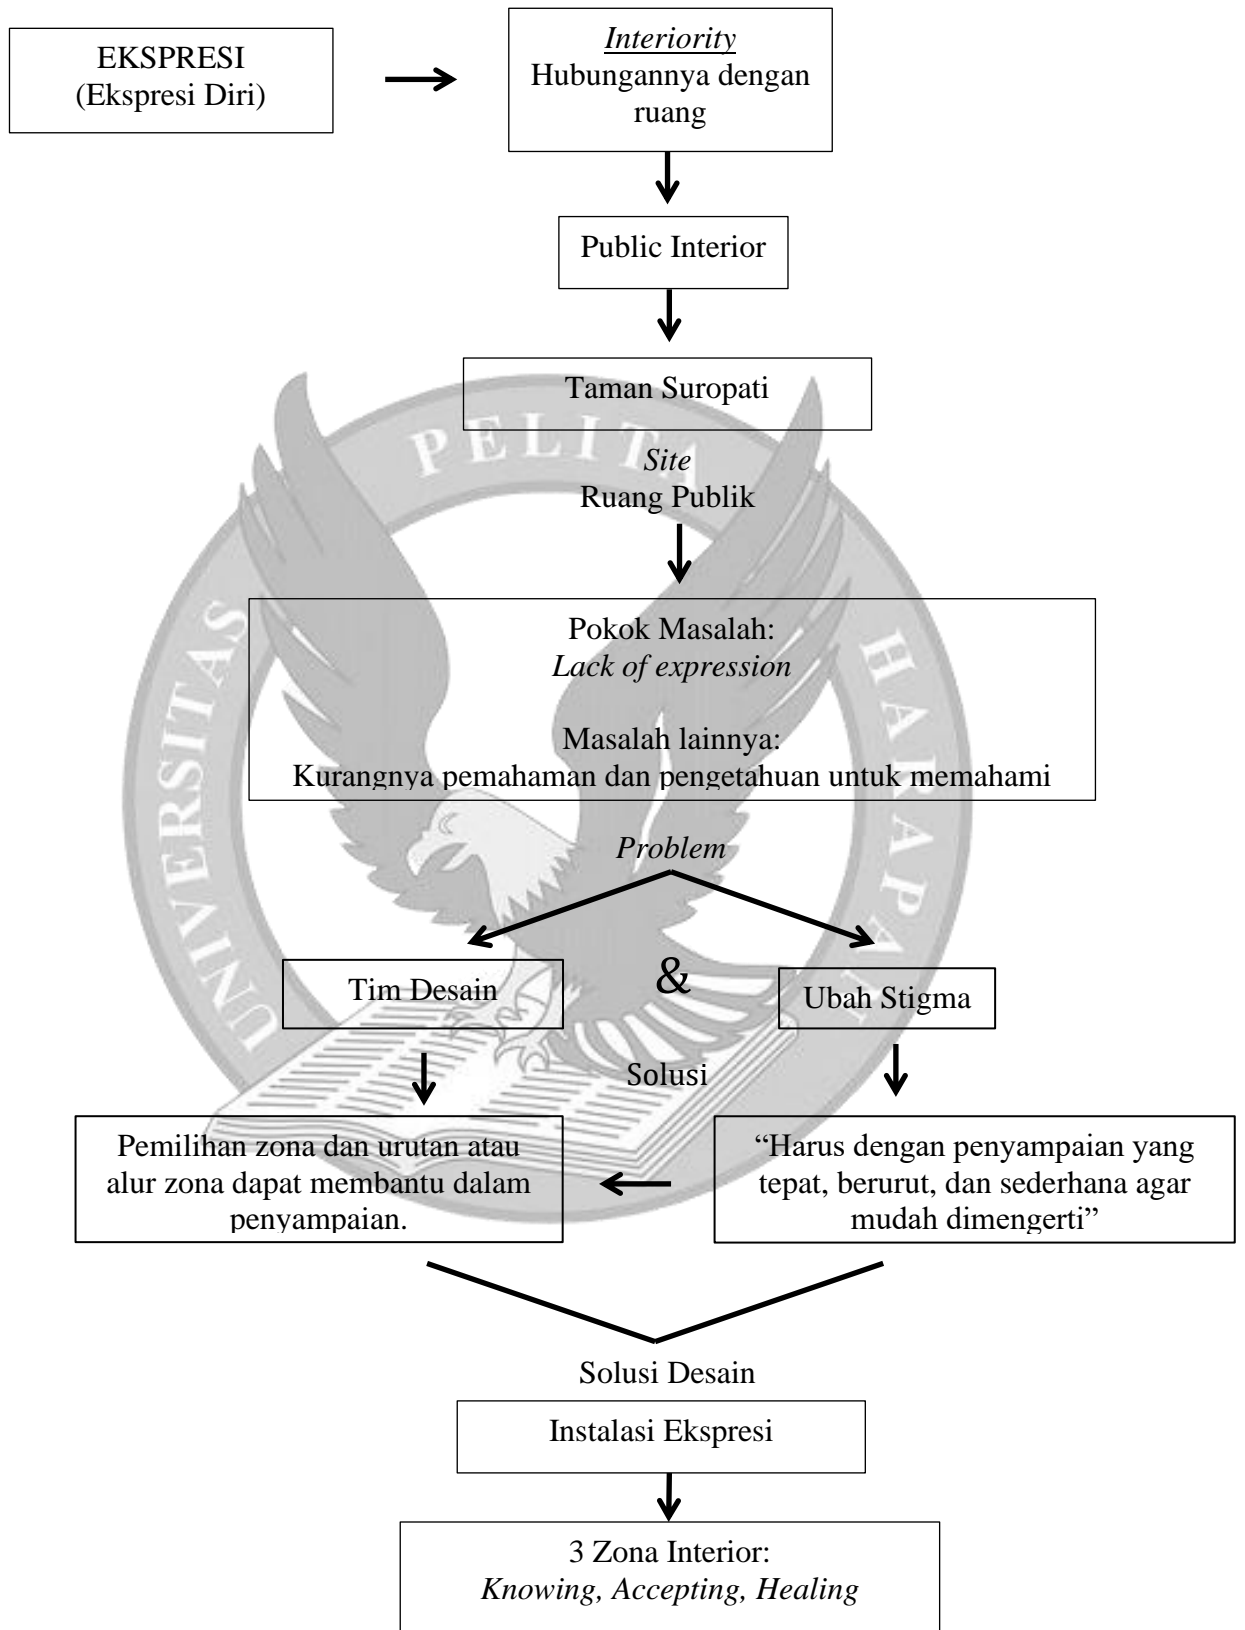 EKSPRESI
(Ekspresi Diri)
Interiority
Hubungannya dengan
ruang
Public Interior
Taman Suropati
Site
Ruang Publik
Pokok Masalah:
Lack of expression
Masalah lainnya:
Kurangnya pemahaman dan pengetahuan untuk memahami
Problem
Tim Desain
&
Ubah Stigma
Solusi
Pemilihan zona dan urutan atau
alur zona dapat membantu dalam
penyampaian.
“Harus dengan penyampaian yang
tepat, berurut, dan sederhana agar
mudah dimengerti”
Solusi Desain
Instalasi Ekspresi
3 Zona Interior:
Knowing, Accepting, Healing
UNIVERSITAS PELITA HARAPAN